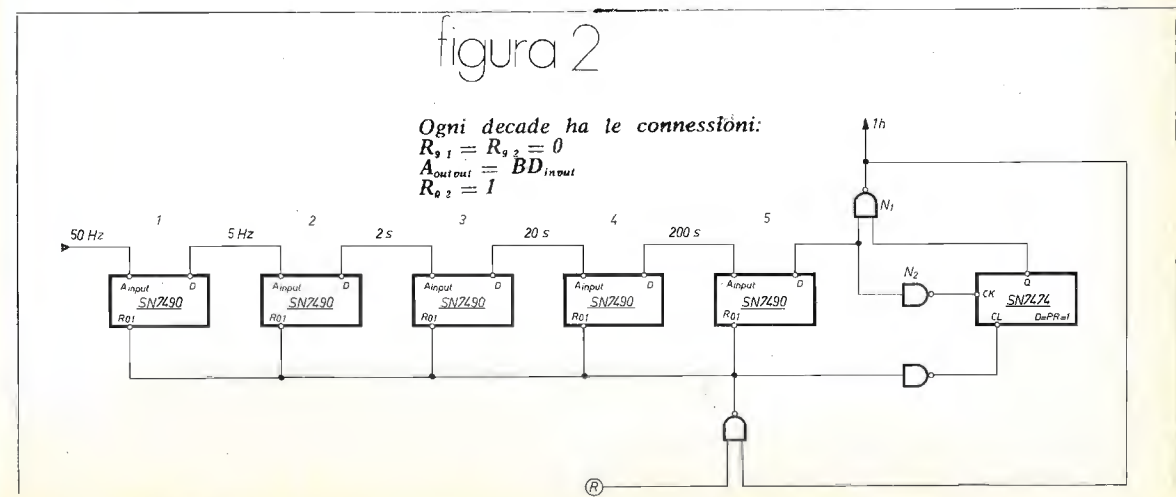 figura 2
Ogni decade ha le connessioni:
R9 1 = R9 2 = 0
Aoutput = BDinput
R0 2 = 1
1h
1 2 3 4 5
N1
50 Hz 5 Hz 2 s 20 s 200 s
N2
Ainput D Ainput D Ainput D Ainput D Ainput D
Q
SN7490 SN7490 SN7490 SN7490 SN7490
CK SN7474
R01 R01 R01 R01 R01
CL D=PR=1
R